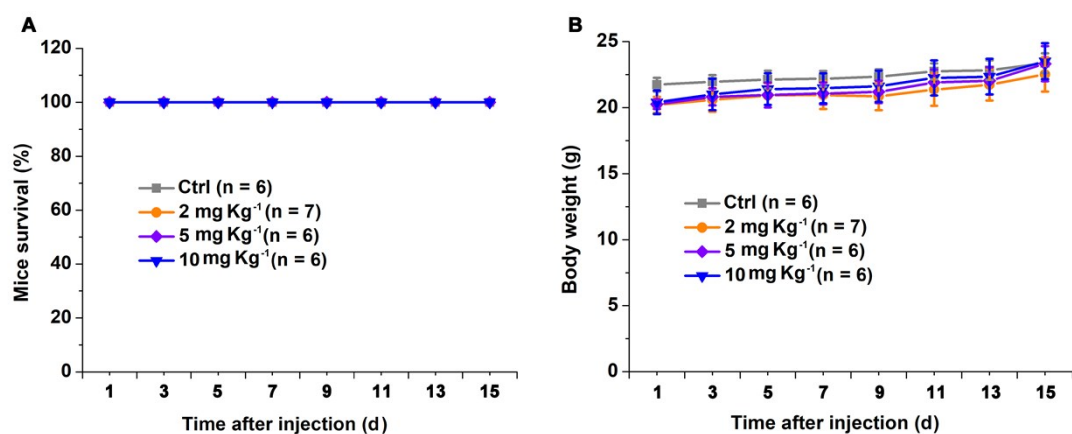 A
Mice survival (%)
120
100
80
60
40
20
0
Ctrl (n = 6)
2 mg Kg⁻¹ (n = 7)
5 mg Kg⁻¹ (n = 6)
10 mg Kg⁻¹ (n = 6)
1 3 5 7 9 11 13 15
Time after injection (d)
B
Body weight (g)
25
20
15
10
5
0
Ctrl (n = 6)
2 mg Kg⁻¹ (n = 7)
5 mg Kg⁻¹ (n = 6)
10 mg Kg⁻¹ (n = 6)
1 3 5 7 9 11 13 15
Time after injection (d)